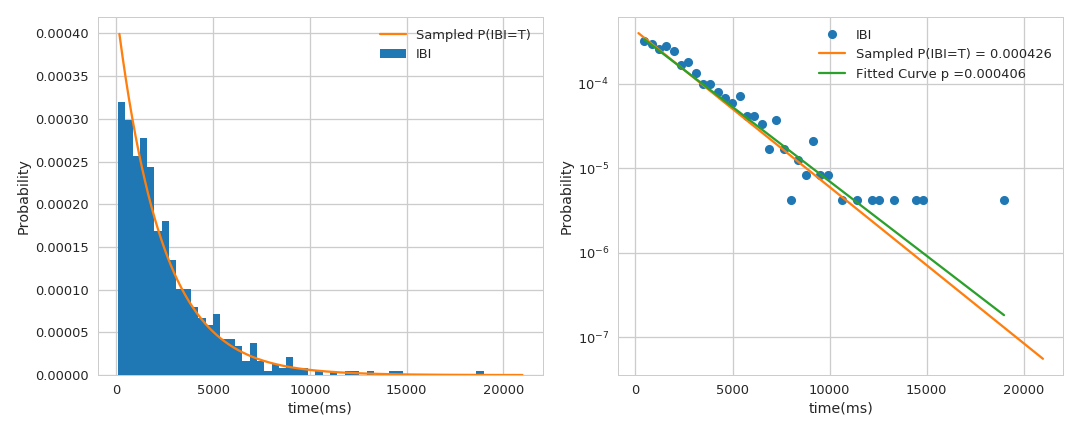 0.00040
0.00035
0.00030
0.00025
0.00020
0.00015
0.00010
0.00005
0.00000
Probability
0 5000 10000 15000 20000
time(ms)
Sampled P(IBI=T)
IBI
10⁻⁴
10⁻⁵
10⁻⁶
10⁻⁷
Probability
0 5000 10000 15000 20000
time(ms)
IBI
Sampled P(IBI=T) = 0.000426
Fitted Curve p =0.000406